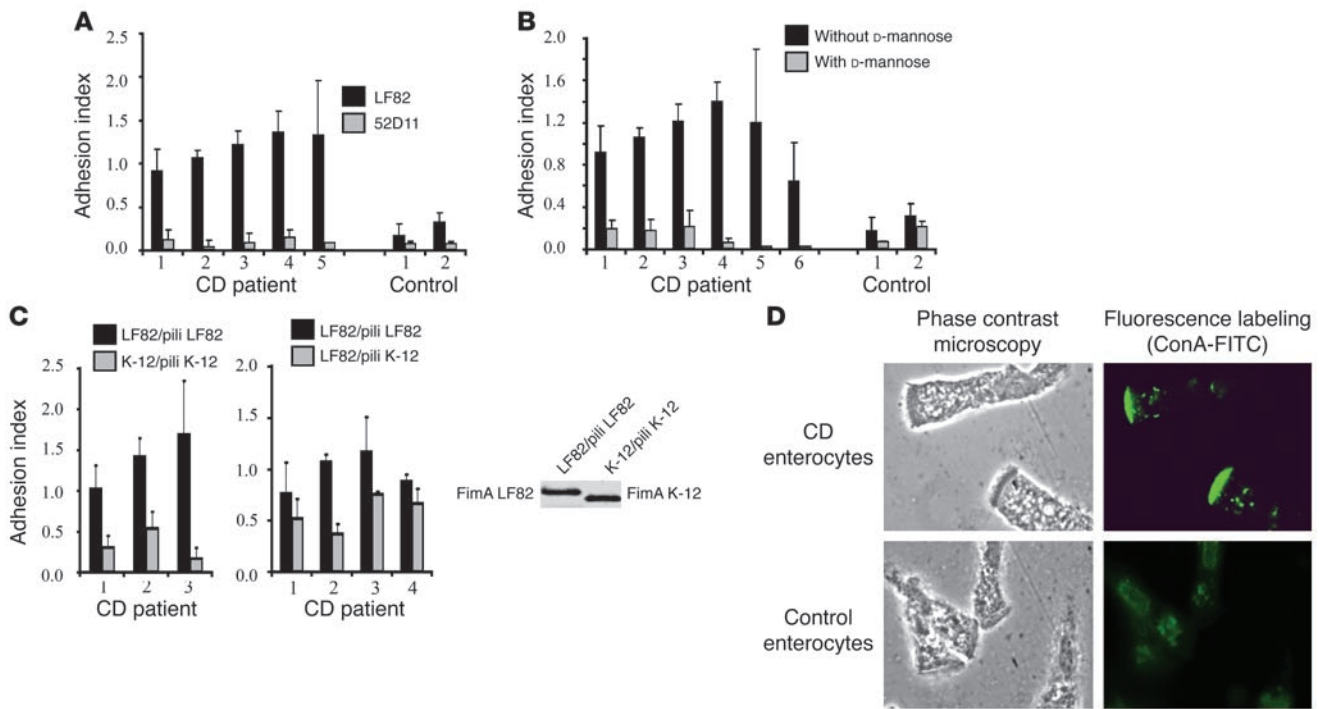 A
2.5
2.0
1.5
1.0
0.5
0.0
Adhesion index
LF82
52D11
1 2 3 4 5 1 2
CD patient Control
B
2.0
1.6
1.2
0.8
0.4
0.0
Adhesion index
Without D-mannose
With D-mannose
1 2 3 4 5 6 1 2
CD patient Control
C
LF82/pili LF82
K-12/pili K-12
2.5
2.0
1.5
1.0
0.5
0.0
Adhesion index
1 2 3
CD patient
LF82/pili LF82
LF82/pili K-12
2.0
1.5
1.0
0.5
0.0
1 2 3 4
CD patient
LF82/pili LF82
K-12/pili K-12
FimA LF82
FimA K-12
D
Phase contrast
microscopy
Fluorescence labeling
(ConA-FITC)
CD
enterocytes
Control
enterocytes